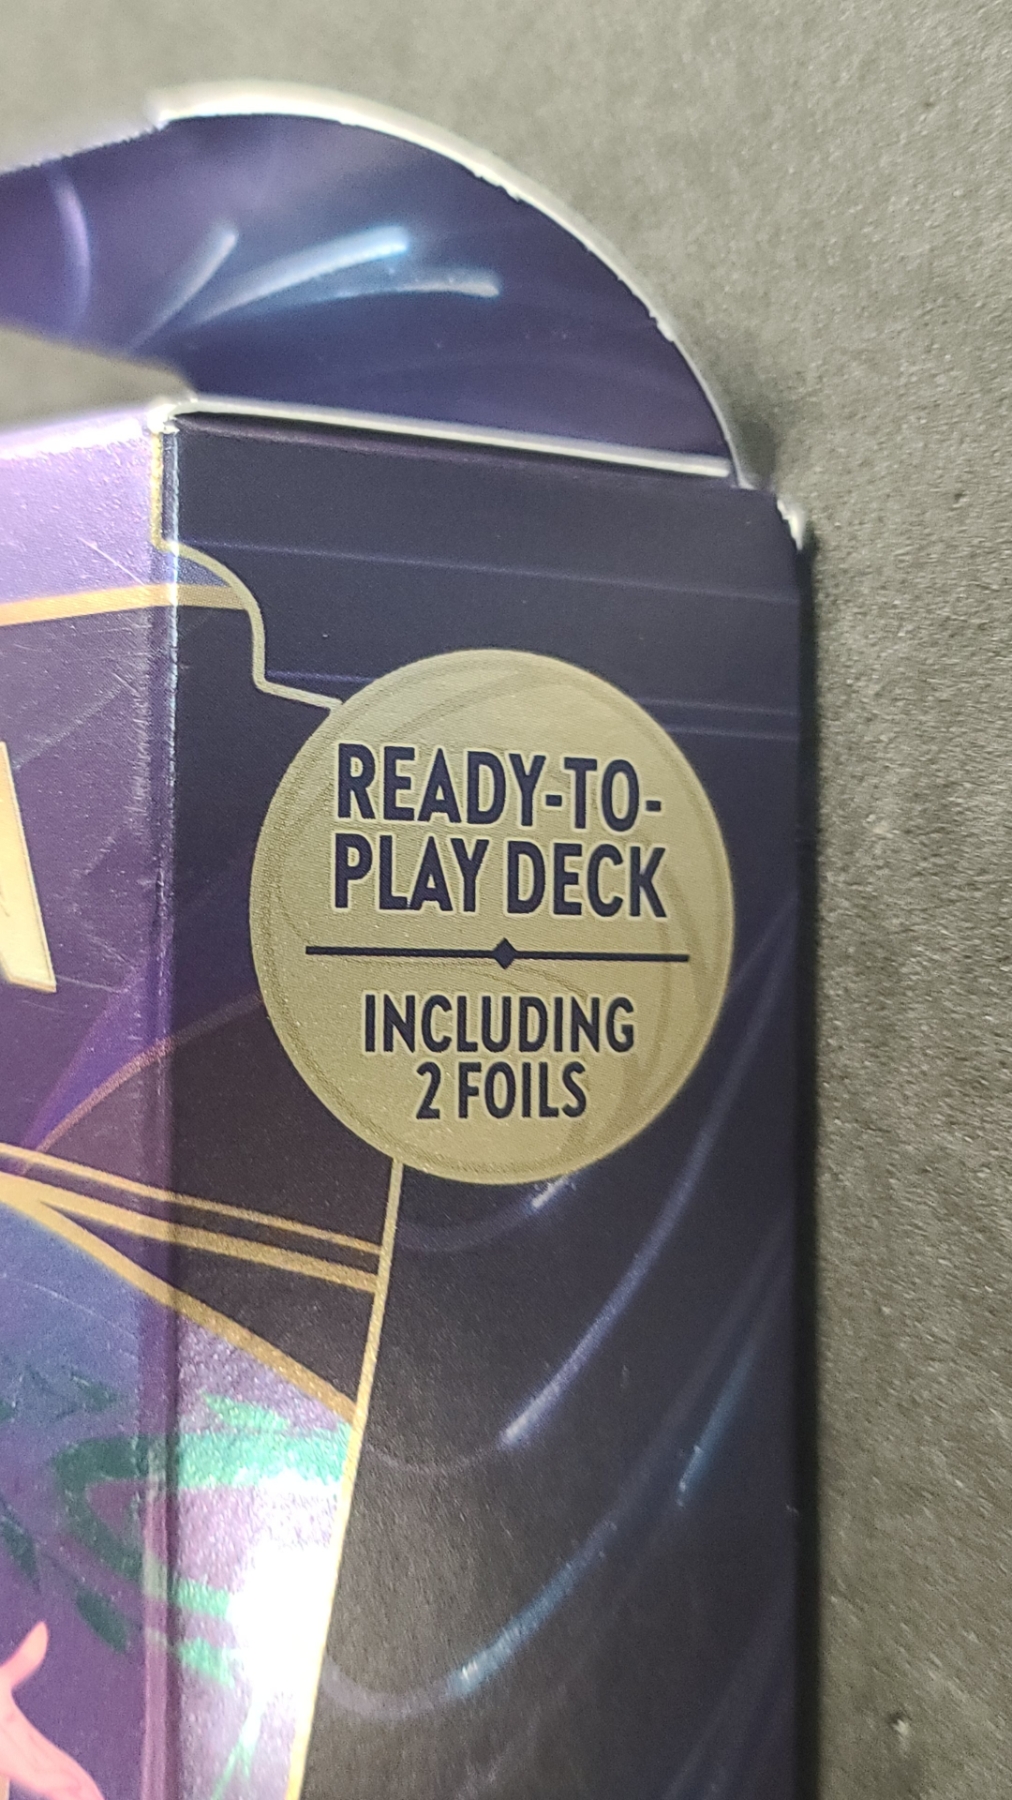 READY-TO-
PLAY DECK
INCLUDING
2 FOILS